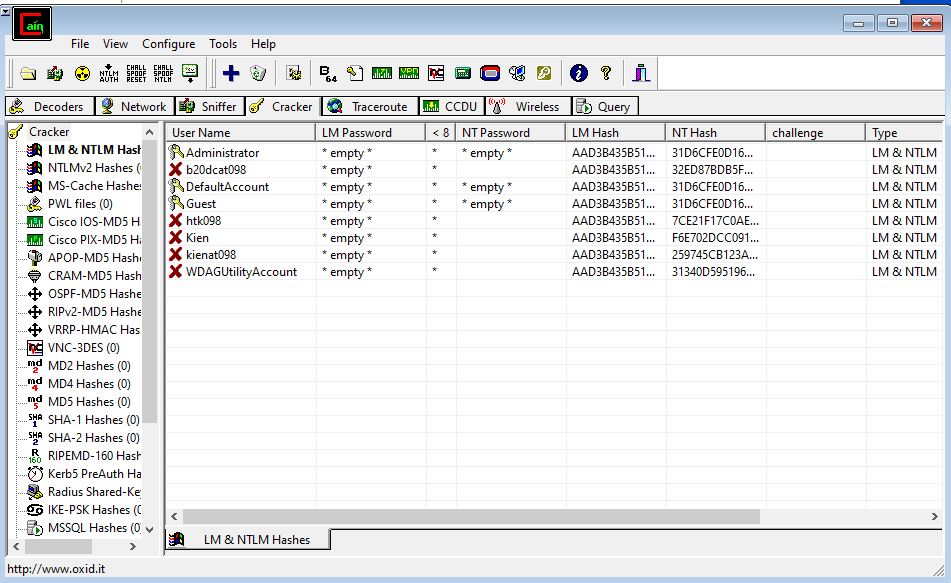 Cain
File View Configure Tools Help
NTLM AUTH CHALL SPOOF RESET CHALL SPOOF NTLM B 64
Decoders Network Sniffer Cracker Traceroute CCDU Wireless Query
Cracker
LM & NTLM Hash
NTLMv2 Hashes (
MS-Cache Hashes
PWL files (0)
Cisco IOS-MD5 H
Cisco PIX-MD5 Ha
APOP-MD5 Hashe
CRAM-MD5 Hash
OSPF-MD5 Hashe
RIPv2-MD5 Hashe
VRRP-HMAC Has
VNC-3DES (0)
MD2 Hashes (0)
MD4 Hashes (0)
MD5 Hashes (0)
SHA-1 Hashes (0)
SHA-2 Hashes (0)
RIPEMD-160 Hash
Kerb5 PreAuth Ha
Radius Shared-Key
IKE-PSK Hashes (0
MSSQL Hashes (0)
User Name LM Password < 8 NT Password LM Hash NT Hash challenge Type
Administrator * empty * * * empty * AAD3B435B51... 31D6CFE0D16... LM & NTLM
b20dcat098 * empty * * AAD3B435B51... 32ED87BDB5F... LM & NTLM
DefaultAccount * empty * * * empty * AAD3B435B51... 31D6CFE0D16... LM & NTLM
Guest * empty * * * empty * AAD3B435B51... 31D6CFE0D16... LM & NTLM
htk098 * empty * * AAD3B435B51... 7CE21F17C0AE... LM & NTLM
Kien * empty * * AAD3B435B51... F6E702DCC091... LM & NTLM
kienat098 * empty * * AAD3B435B51... 259745CB123A... LM & NTLM
WDAGUtilityAccount * empty * * AAD3B435B51... 31340D595196... LM & NTLM
LM & NTLM Hashes
http://www.oxid.it